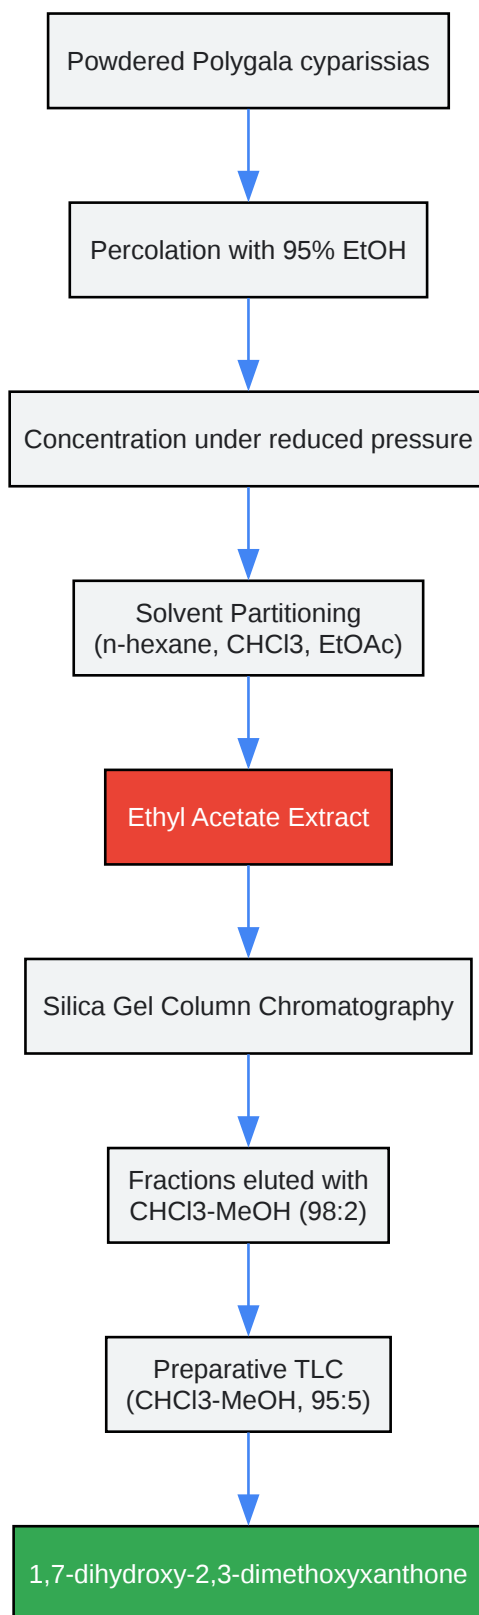 Powdered Polygala cyparissias
Percolation with 95% EtOH
Concentration under reduced pressure
Solvent Partitioning
(n-hexane, CHCl3, EtOAc)
Ethyl Acetate Extract
Silica Gel Column Chromatography
Fractions eluted with
CHCl3-MeOH (98:2)
Preparative TLC
(CHCl3-MeOH, 95:5)
1,7-dihydroxy-2,3-dimethoxyxanthone